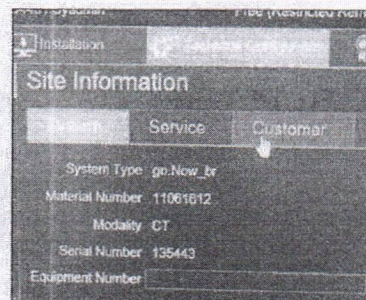 Installation
Site Information
Service Customer
System Type go.Now_br
Material Number 11061612
Modality CT
Serial Number 135443
Equipment Number